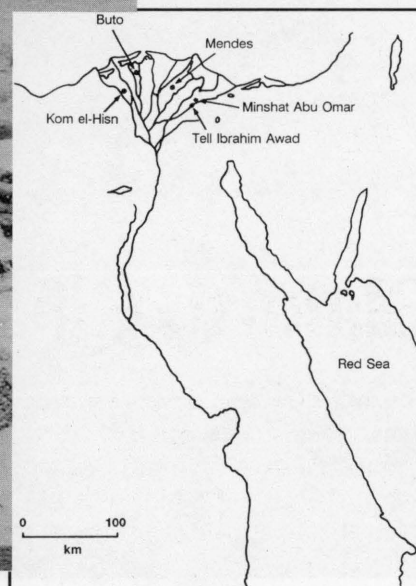 Buto
Mendes
Kom el-Hisn
Minshat Abu Omar
Tell Ibrahim Awad
Red Sea
0 100
km